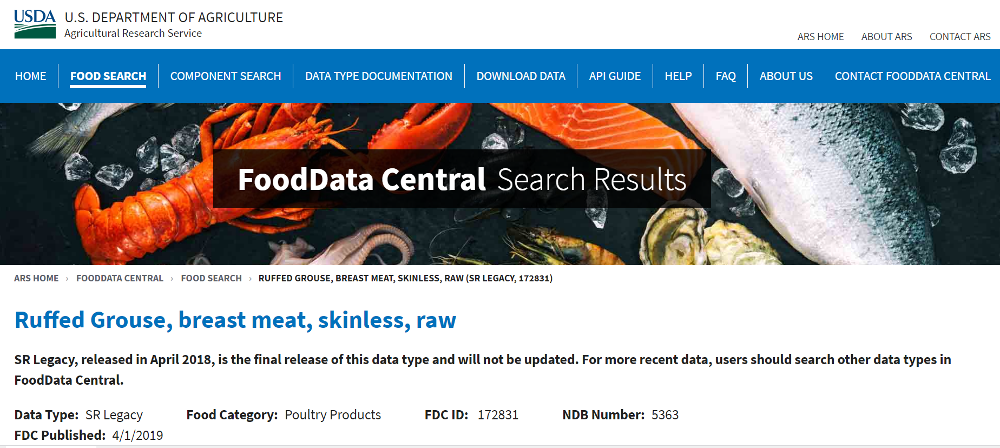 USDA
U.S. DEPARTMENT OF AGRICULTURE
Agricultural Research Service
ARS HOME ABOUT ARS CONTACT ARS
HOME FOOD SEARCH COMPONENT SEARCH DATA TYPE DOCUMENTATION DOWNLOAD DATA API GUIDE HELP FAQ ABOUT US CONTACT FOODDATA CENTRAL
FoodData Central Search Results
ARS HOME › FOODDATA CENTRAL › FOOD SEARCH › RUFFED GROUSE, BREAST MEAT, SKINLESS, RAW (SR LEGACY, 172831)
Ruffed Grouse, breast meat, skinless, raw
SR Legacy, released in April 2018, is the final release of this data type and will not be updated. For more recent data, users should search other data types in
FoodData Central.
Data Type: SR Legacy Food Category: Poultry Products FDC ID: 172831 NDB Number: 5363
FDC Published: 4/1/2019